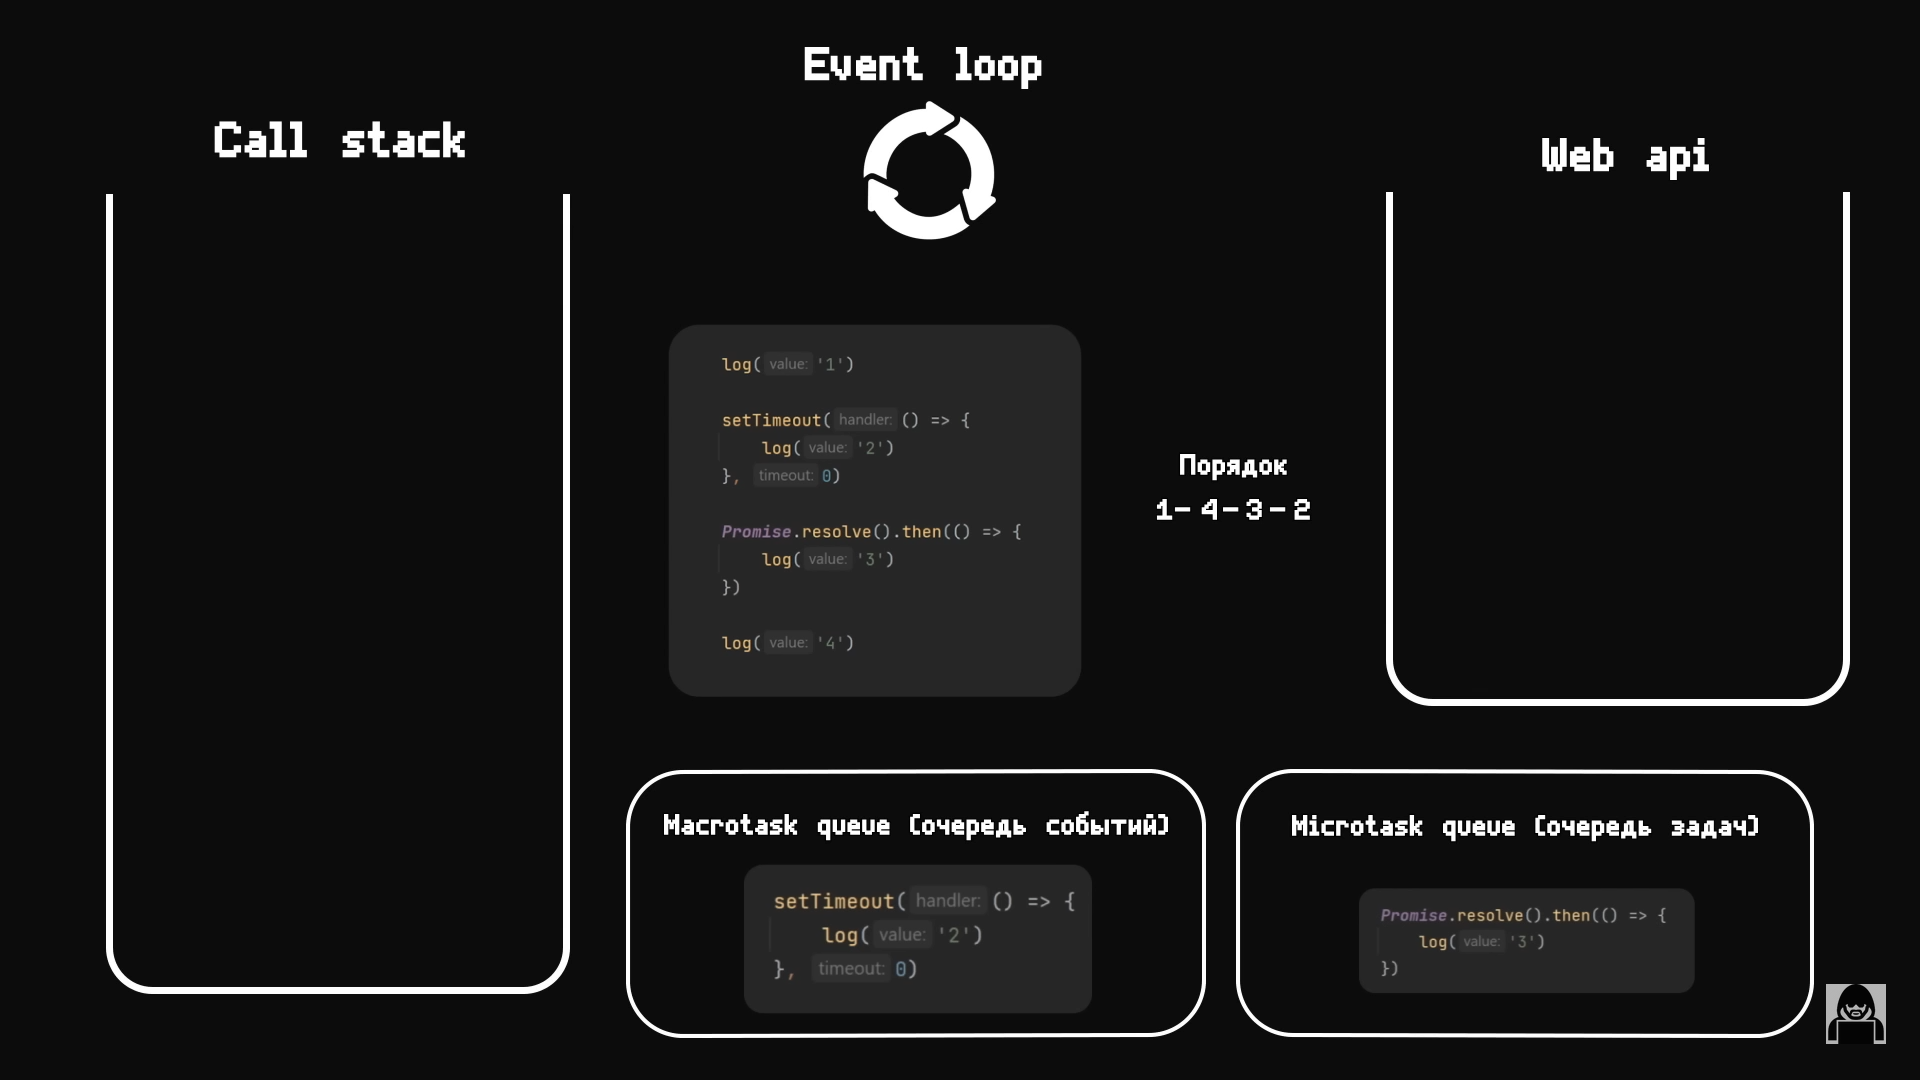 Event loop
Call stack
Web api
log( value: '1')
setTimeout( handler: () => {
log( value: '2')
}, timeout: 0)
Promise.resolve().then(() => {
log( value: '3')
})
log( value: '4')
Порядок
1-4-3-2
Macrotask queue (очередь событий)
setTimeout( handler: () => {
log( value: '2')
}, timeout: 0)
Microtask queue (очередь задач)
Promise.resolve().then(() => {
log( value: '3')
})